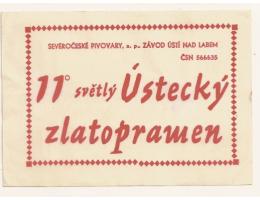 SEVEROČESKÉ PIVOVARY, n. p., ZÁVOD ÚSTÍ NAD LABEM
ČSN 566635
11° světlý Ústecký
zlatopramen